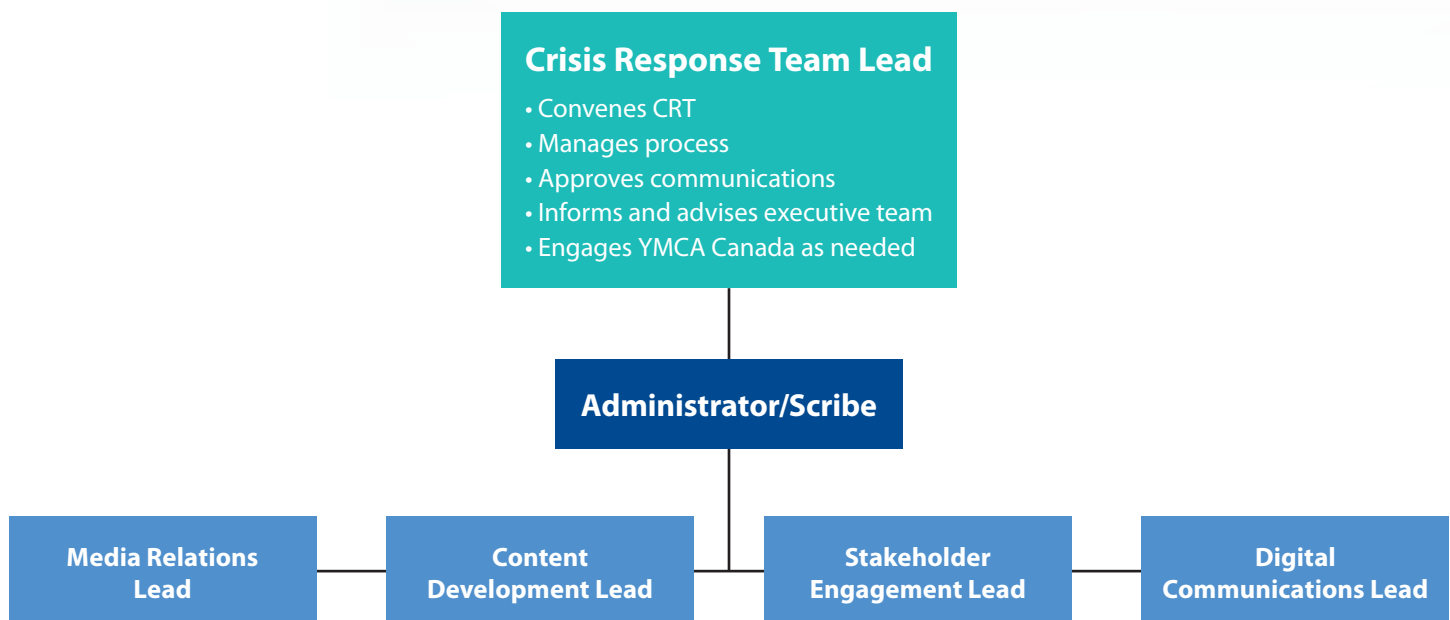 Crisis Response Team Lead
• Convenes CRT
• Manages process
• Approves communications
• Informs and advises executive team
• Engages YMCA Canada as needed
Administrator/Scribe
Media Relations
Lead
Content
Development Lead
Stakeholder
Engagement Lead
Digital
Communications Lead